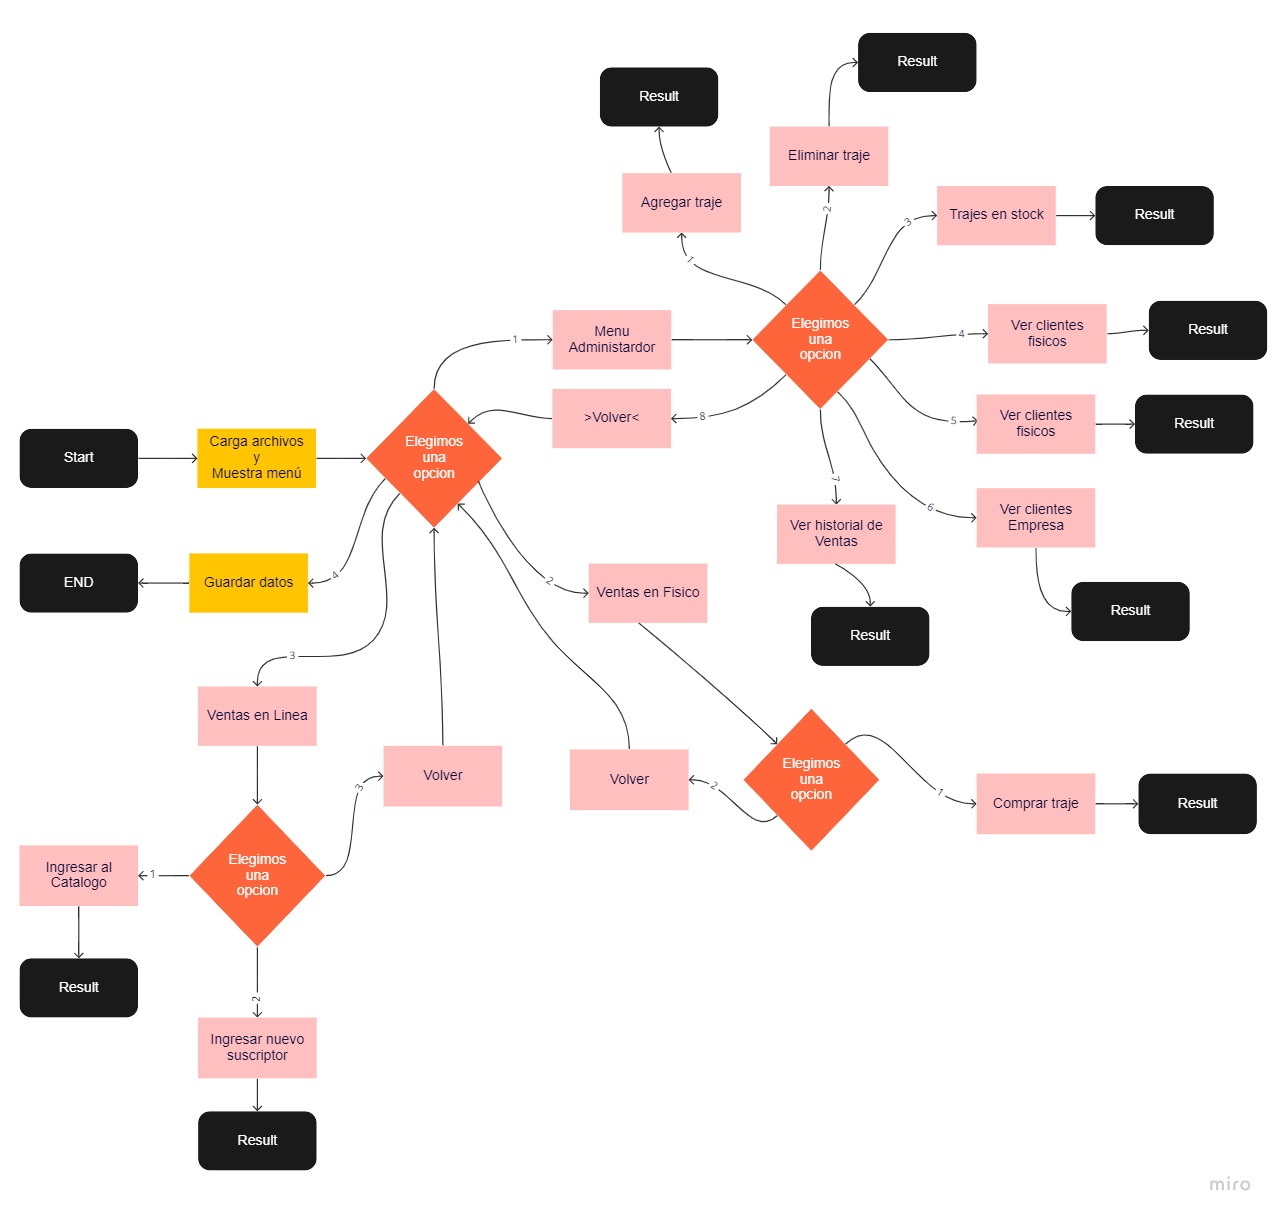 Result
Result
Eliminar traje
Agregar traje
2
3
Trajes en stock
Result
1
Menu
Administardor
1
Elegimos
una
opcion
4
Ver clientes
fisicos
Result
>Volver<
8
5
Ver clientes
fisicos
Result
Start
Carga archivos
y
Muestra menú
Elegimos
una
opcion
7
6
Ver clientes
Empresa
Ver historial de
Ventas
END
Guardar datos
4
2
Ventas en Fisico
Result
Result
3
Ventas en Linea
Volver
3
Volver
2
Elegimos
una
opcion
1
Comprar traje
Result
Ingresar al
Catalogo
1
Elegimos
una
opcion
Result
2
Ingresar nuevo
suscriptor
Result
miro